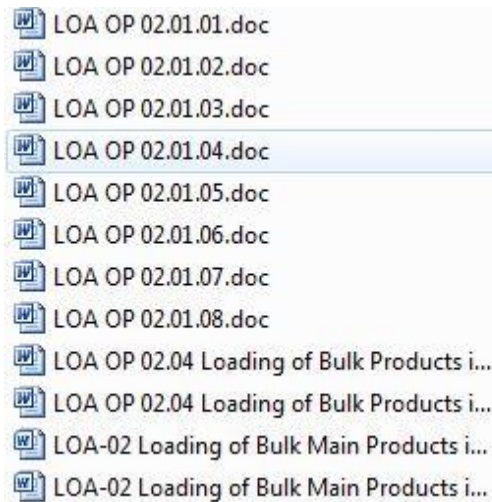 LOA OP 02.01.01.doc
LOA OP 02.01.02.doc
LOA OP 02.01.03.doc
LOA OP 02.01.04.doc
LOA OP 02.01.05.doc
LOA OP 02.01.06.doc
LOA OP 02.01.07.doc
LOA OP 02.01.08.doc
LOA OP 02.04 Loading of Bulk Products i...
LOA OP 02.04 Loading of Bulk Products i...
LOA-02 Loading of Bulk Main Products i...
LOA-02 Loading of Bulk Main Products i...